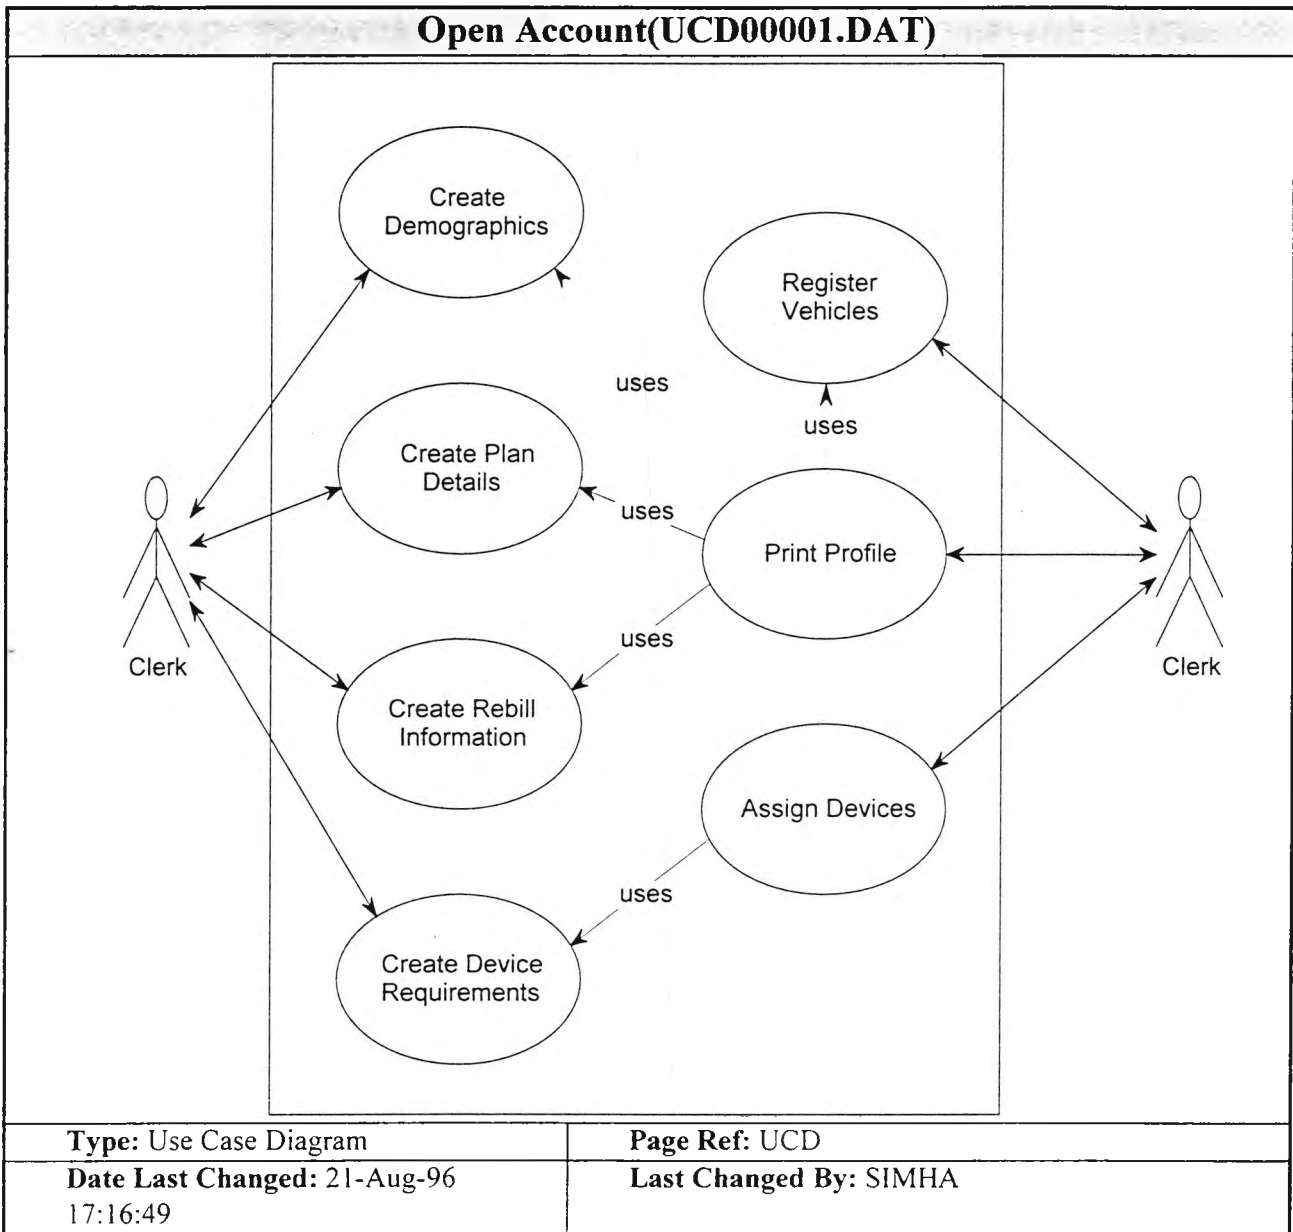 Open Account(UCD00001.DAT)
Create
Demographics
Register
Vehicles
uses
uses
Create Plan
Details
uses
Print Profile
Clerk
Clerk
uses
Create Rebill
Information
Assign Devices
uses
Create Device
Requirements
Type: Use Case Diagram
Page Ref: UCD
Date Last Changed: 21-Aug-96
17:16:49
Last Changed By: SIMHA